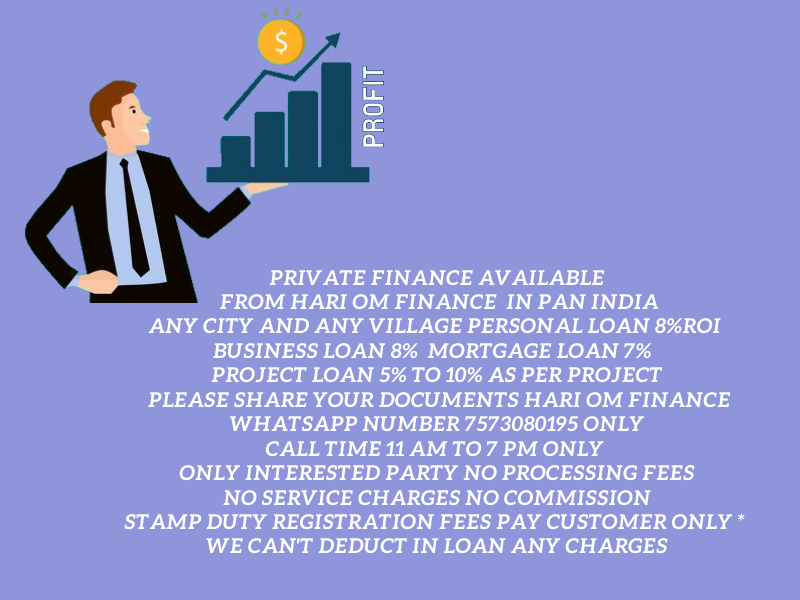 $
PROFIT
PRIVATE FINANCE AVAILABLE
FROM HARI OM FINANCE IN PAN INDIA
ANY CITY AND ANY VILLAGE PERSONAL LOAN 8%ROI
BUSINESS LOAN 8% MORTGAGE LOAN 7%
PROJECT LOAN 5% TO 10% AS PER PROJECT
PLEASE SHARE YOUR DOCUMENTS HARI OM FINANCE
WHATSAPP NUMBER 7573080195 ONLY
CALL TIME 11 AM TO 7 PM ONLY
ONLY INTERESTED PARTY NO PROCESSING FEES
NO SERVICE CHARGES NO COMMISSION
STAMP DUTY REGISTRATION FEES PAY CUSTOMER ONLY *
WE CAN'T DEDUCT IN LOAN ANY CHARGES